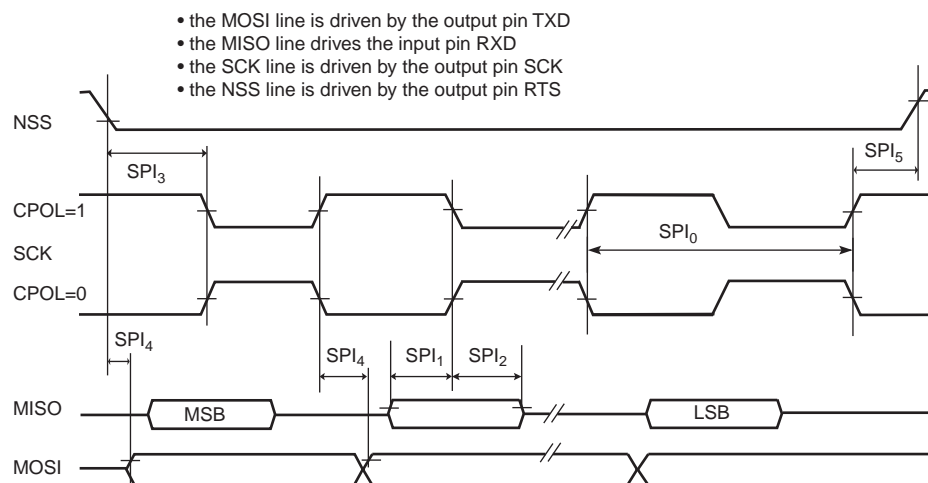 • the MOSI line is driven by the output pin TXD
• the MISO line drives the input pin RXD
• the SCK line is driven by the output pin SCK
• the NSS line is driven by the output pin RTS
NSS
SPI3
SPI5
CPOL=1
SCK
SPI0
CPOL=0
SPI4
SPI4
SPI1
SPI2
MISO
MSB
LSB
MOSI